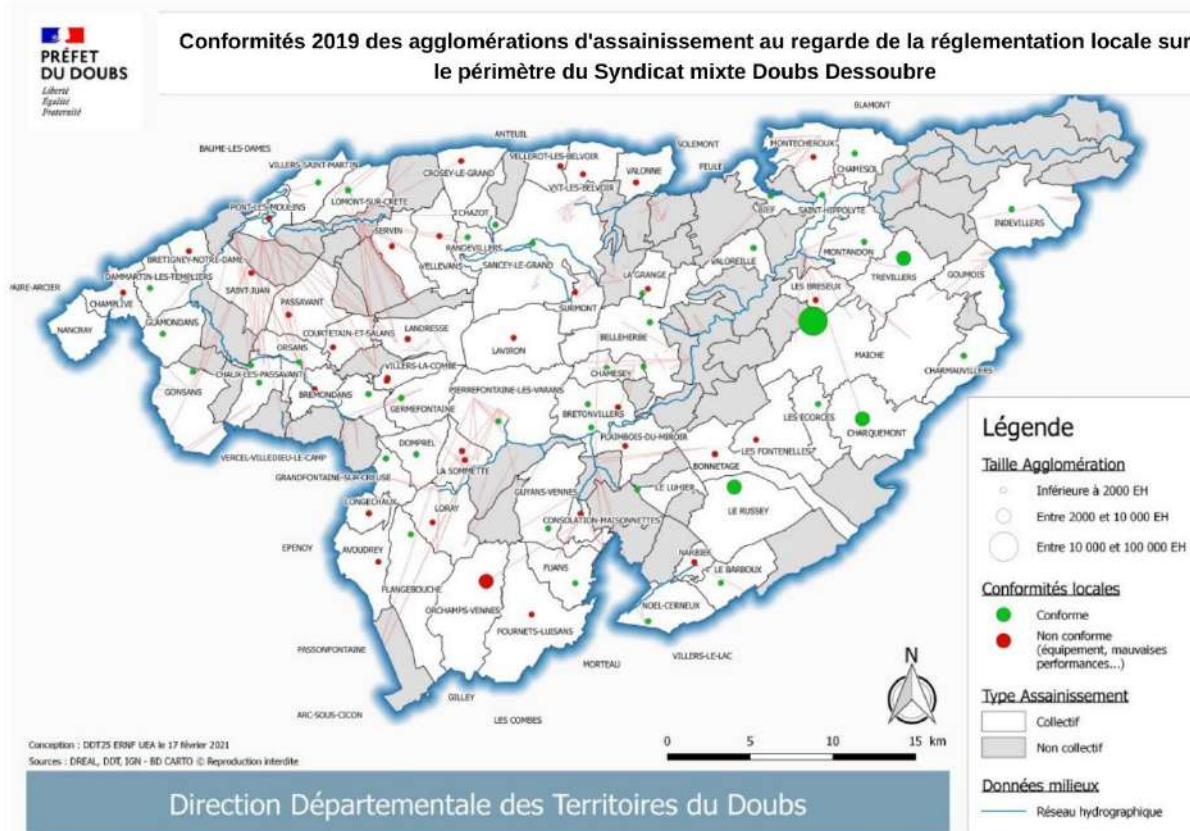 PRÉFET
DU DOUBS
Liberté
Égalité
Fraternité
Conformités 2019 des agglomérations d'assainissement au regarde de la réglementation locale sur
le périmètre du Syndicat mixte Doubs Dessoubre
BLAMONT
ANTEUIL
SOLEMONT
BAUME-LES-DAMES
VELLEROT-LES-BELVOIR
MONTECHEROUX
VILLERS-SAINT-MARTIN
CROSEY-LE-GRAND
VALONNE
FEULE
CHAMESOL
VYT-LES-BELVOIR
LOMONT-SUR-CRETE
PONT-LES-MOULINS
TCHAZOT
BIEF
SAINT-HIPPOLYTE
INDEVILLERS
SERVIN
RANDEVILLERS
BRETIGNEY-NOTRE-DAME
VELLEVANS
SANCEY-LE-GRAND
VALOREILLE
MONTANDON
TREVILLERS
GOUMOIS
DAMMARTIN-LES-TEMPLIERS
SAINT-JUAN
LA GRANGE
LES BRESEUX
CHAMPLIVE
PASSAVANT
SURMONT
NANCRAY
GLAMONDANS
COURTETAIN-ET-SALANS
LANDRESSE
LAVIRON
BELLEHERBE
ORSANS
MAICHE
GONSANS
CHAUX-LES-PASSAVANT
VILLERS-LA-COMBE
CHAMESEY
CHARMAUVILLERS
BREMONDANS
PIERREFONTAINE-LES-VARANS
GERMEFONTAINE
BRETONVILLERS
LES ECORCES
CHARQUEMONT
DOMPREL
PLAIMBOIS-DU-MIROIR
LES FONTENELLES
VERCEL-VILLEDIEU-LE-CAMP
LA SOMMETTE
BONNETAGE
GRANDFONTAINE-SUR-CREUSE
GUYANS-VENNES
LE LUHIER
LONGECHAUX
LORAY
LE RUSSEY
CONSOLATION-MAISONNETTES
EPENOY
AVOUDREY
NARBIEF
FUANS
LE BARBOUX
FLANGEBOUCHE
ORCHAMPS-VENNES
NOEL-CERNEUX
FOURNETS-LUISANS
PASSONFONTAINE
MORTEAU
VILLERS-LE-LAC
GILLEY
ARC-SOUS-CICON
LES COMBES
N
0 5 10 15 km
Légende
Taille Agglomération
Inférieure à 2000 EH
Entre 2000 et 10 000 EH
Entre 10 000 et 100 000 EH
Conformités locales
Conforme
Non conforme
(équipement, mauvaises
performances...)
Type Assainissement
Collectif
Non collectif
Données milieux
Réseau hydrographique
Conception : DDT25 ERNF UEA le 17 février 2021
Sources : DREAL, DDT, IGN - BD CARTO © Reproduction interdite
Direction Départementale des Territoires du Doubs